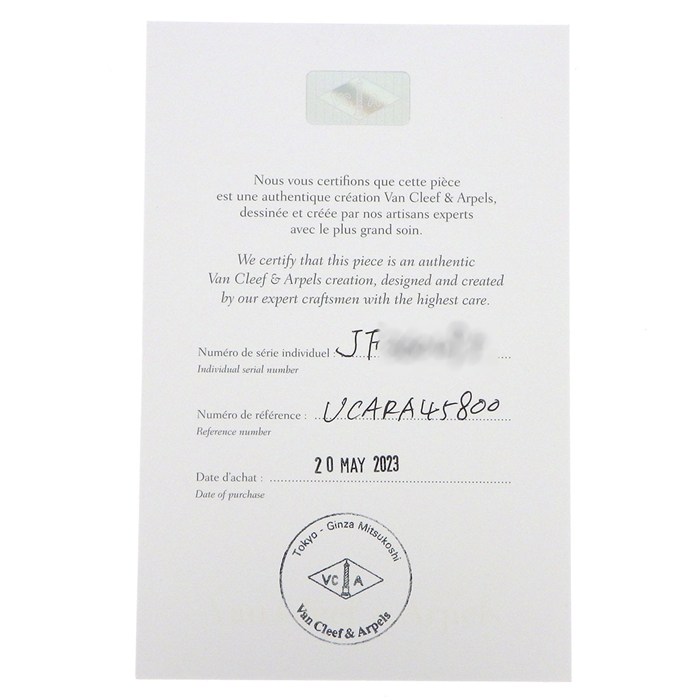 Nous vous certifions que cette pièce
est une authentique création Van Cleef & Arpels,
dessinée et créée par nos artisans experts
avec le plus grand soin.
We certify that this piece is an authentic
Van Cleef & Arpels creation, designed and created
by our expert craftsmen with the highest care.
Numéro de série individuel : JF
Individual serial number
Numéro de référence : VCARA45800
Reference number
20 MAY 2023
Date d'achat :
Date of purchase
Tokyo - Ginza Mitsukoshi
VC A
Van Cleef & Arpels